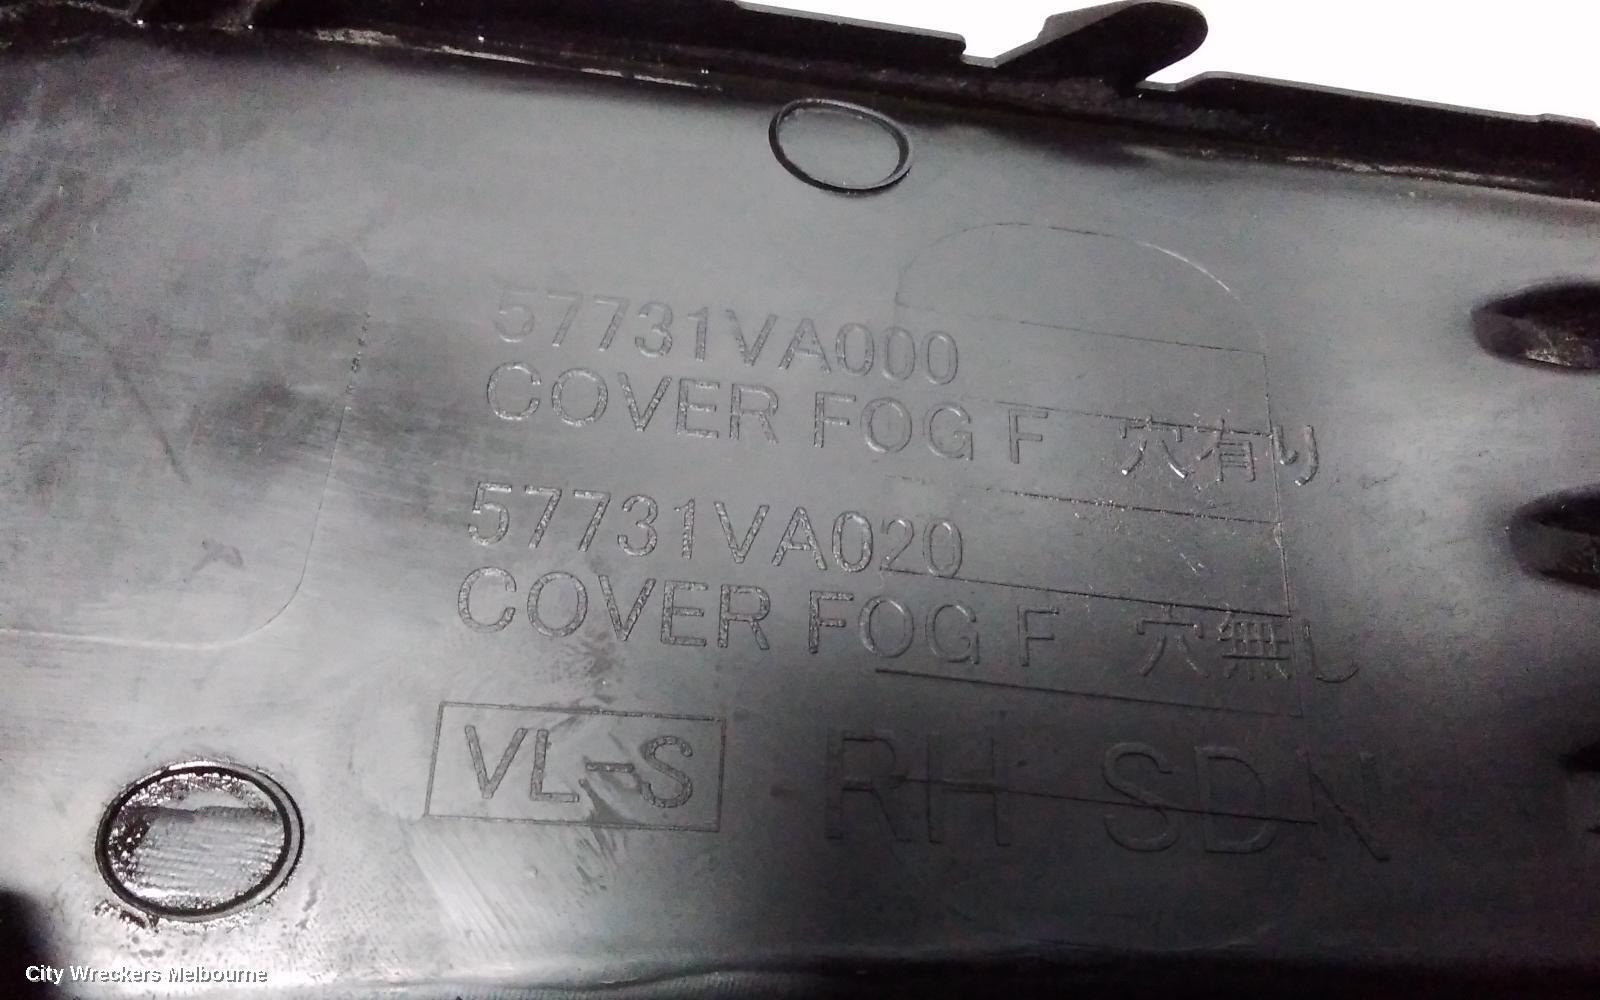 57731VA000
COVER FOG F 穴有り
57731VA020
COVER FOG F 穴無し
VL-S RH SDN
City Wreckers Melbourne